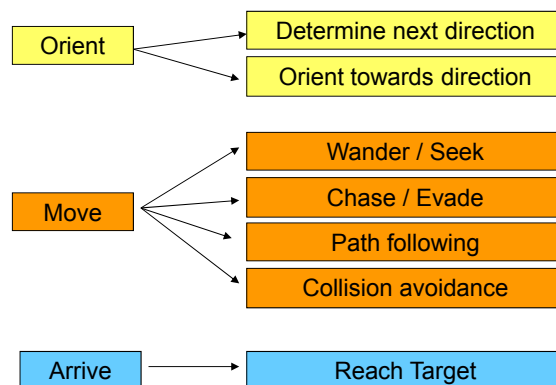 Orient
Determine next direction
Orient towards direction
Move
Wander / Seek
Chase / Evade
Path following
Collision avoidance
Arrive
Reach Target